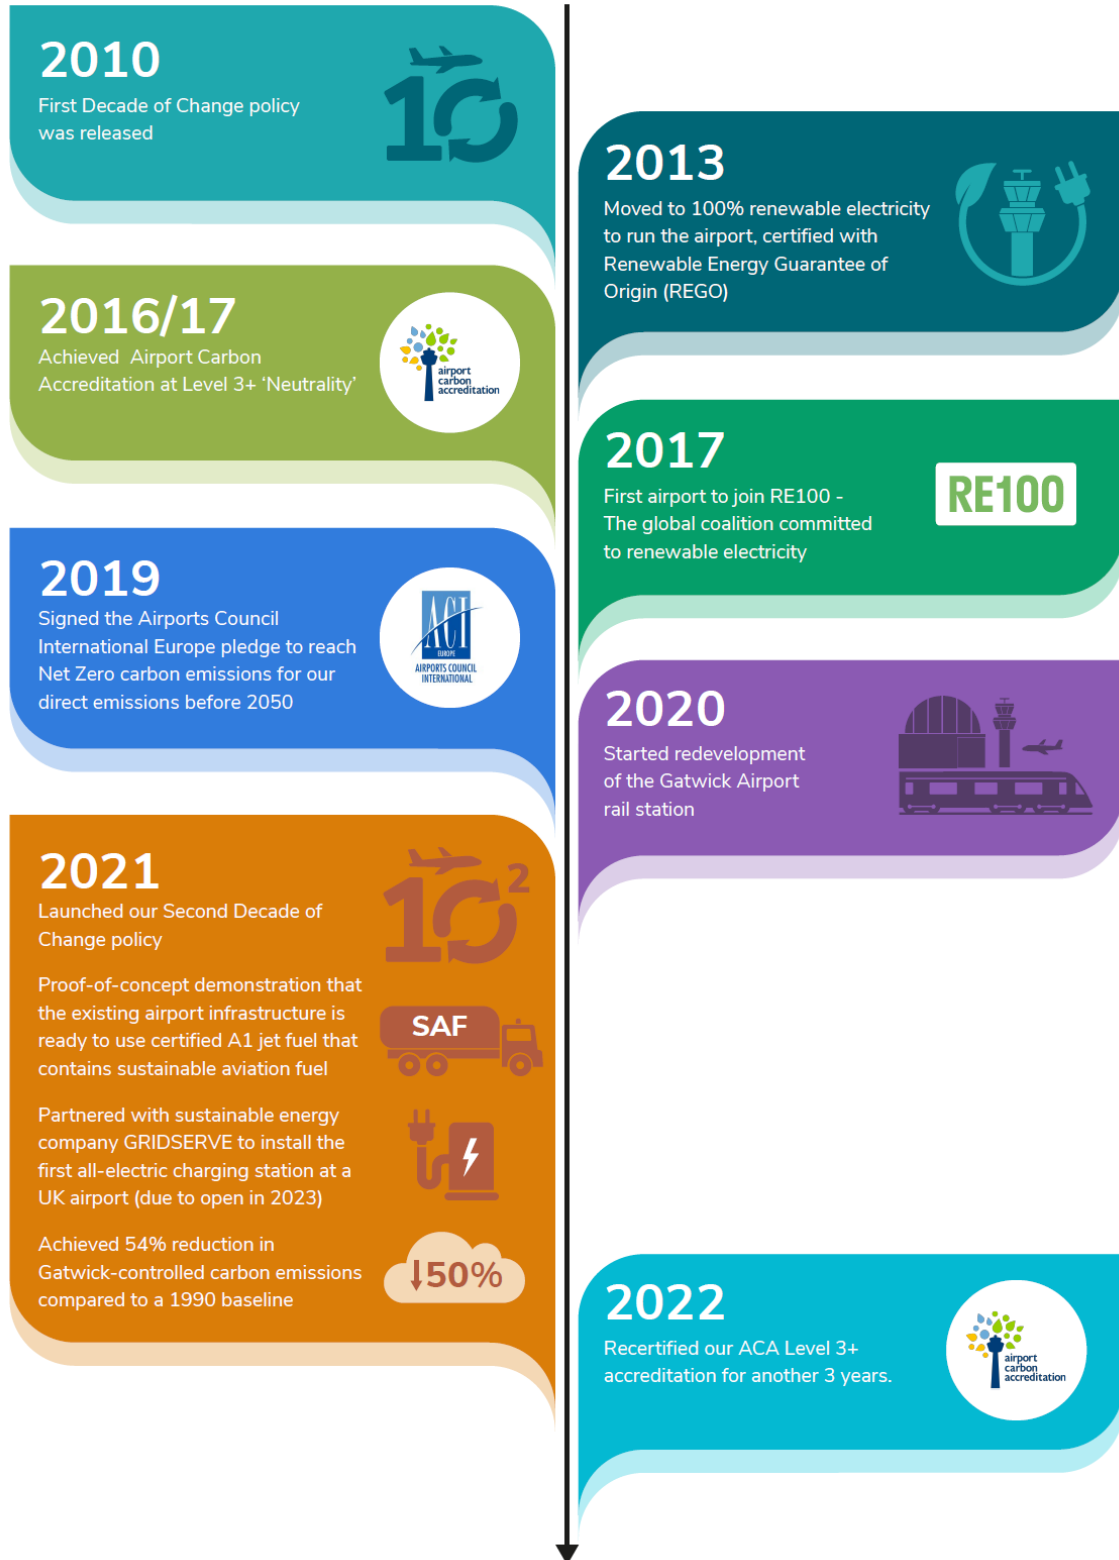 2010
First Decade of Change policy
was released
10
2013
Moved to 100% renewable electricity
to run the airport, certified with
Renewable Energy Guarantee of
Origin (REGO)
2016/17
Achieved  Airport Carbon
Accreditation at Level 3+ ‘Neutrality’
airport
carbon
accreditation
2017
First airport to join RE100 -
The global coalition committed
to renewable electricity
RE100
2019
Signed the Airports Council
International Europe pledge to reach
Net Zero carbon emissions for our
direct emissions before 2050
ACI
EUROPE
AIRPORTS COUNCIL
INTERNATIONAL
2020
Started redevelopment
of the Gatwick Airport
rail station
2021
Launched our Second Decade of
Change policy
10²
Proof-of-concept demonstration that
the existing airport infrastructure is
ready to use certified A1 jet fuel that
contains sustainable aviation fuel
SAF
Partnered with sustainable energy
company GRIDSERVE to install the
first all-electric charging station at a
UK airport (due to open in 2023)
Achieved 54% reduction in
Gatwick-controlled carbon emissions
compared to a 1990 baseline
↓50%
2022
Recertified our ACA Level 3+
accreditation for another 3 years.
airport
carbon
accreditation